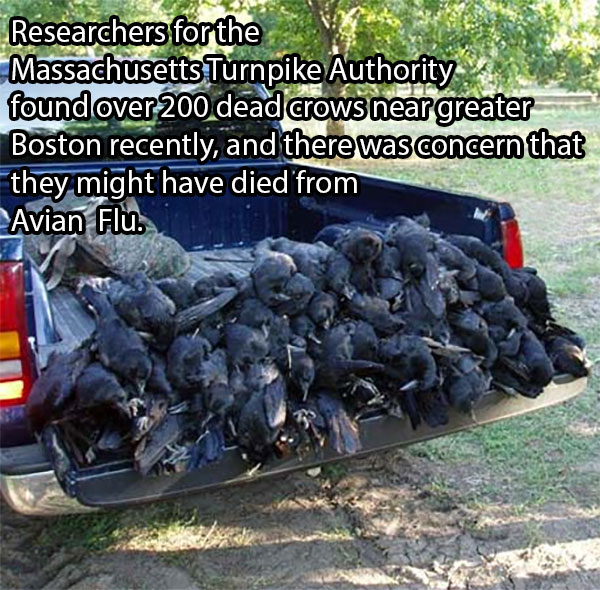 Researchers for the
Massachusetts Turnpike Authority
found over 200 dead crows near greater
Boston recently, and there was concern that
they might have died from
Avian Flu.